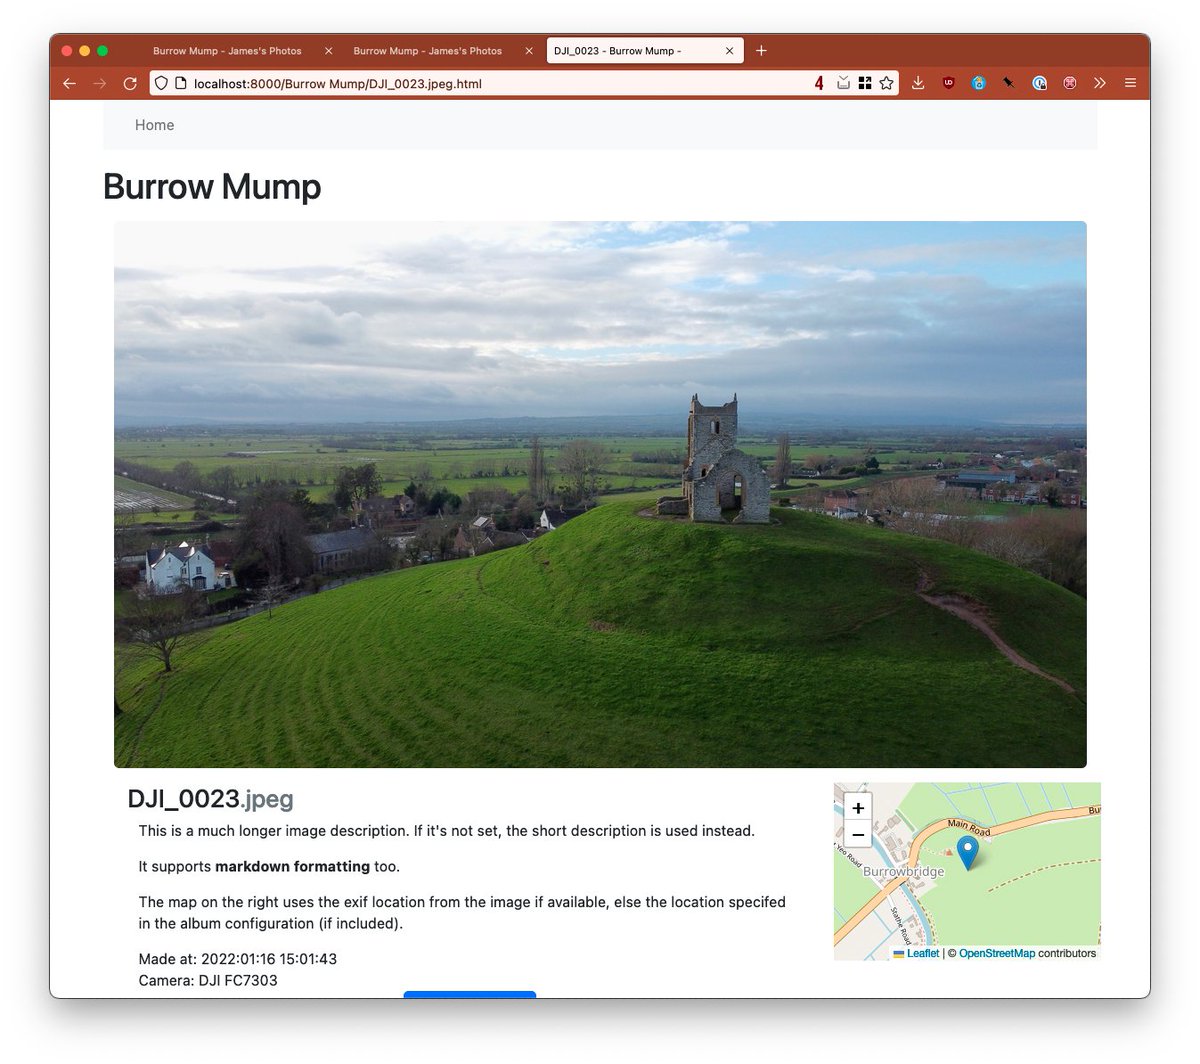 Burrow Mump - James's Photos
Burrow Mump - James's Photos
DJI_0023 - Burrow Mump -
localhost:8000/Burrow Mump/DJI_0023.jpeg.html
4
Home
Burrow Mump
DJI_0023.jpeg
This is a much longer image description. If it's not set, the short description is used instead.
It supports markdown formatting too.
The map on the right uses the exif location from the image if available, else the location specifed
in the album configuration (if included).
Made at: 2022:01:16 15:01:43
Camera: DJI FC7303
+
−
Main Road
Bu
Yeo Road
Burrowbridge
Stathe Road
Leaflet | © OpenStreetMap contributors